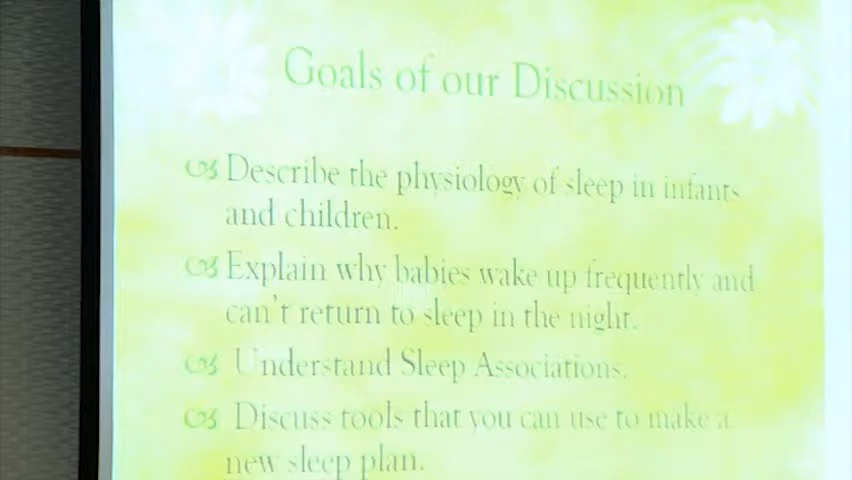 Goals of our Discussion
Describe the physiology of sleep in infants
and children.
Explain why babies wake up frequently and
can't return to sleep in the night.
Understand Sleep Associations.
Discuss tools that you can use to make a
new sleep plan.